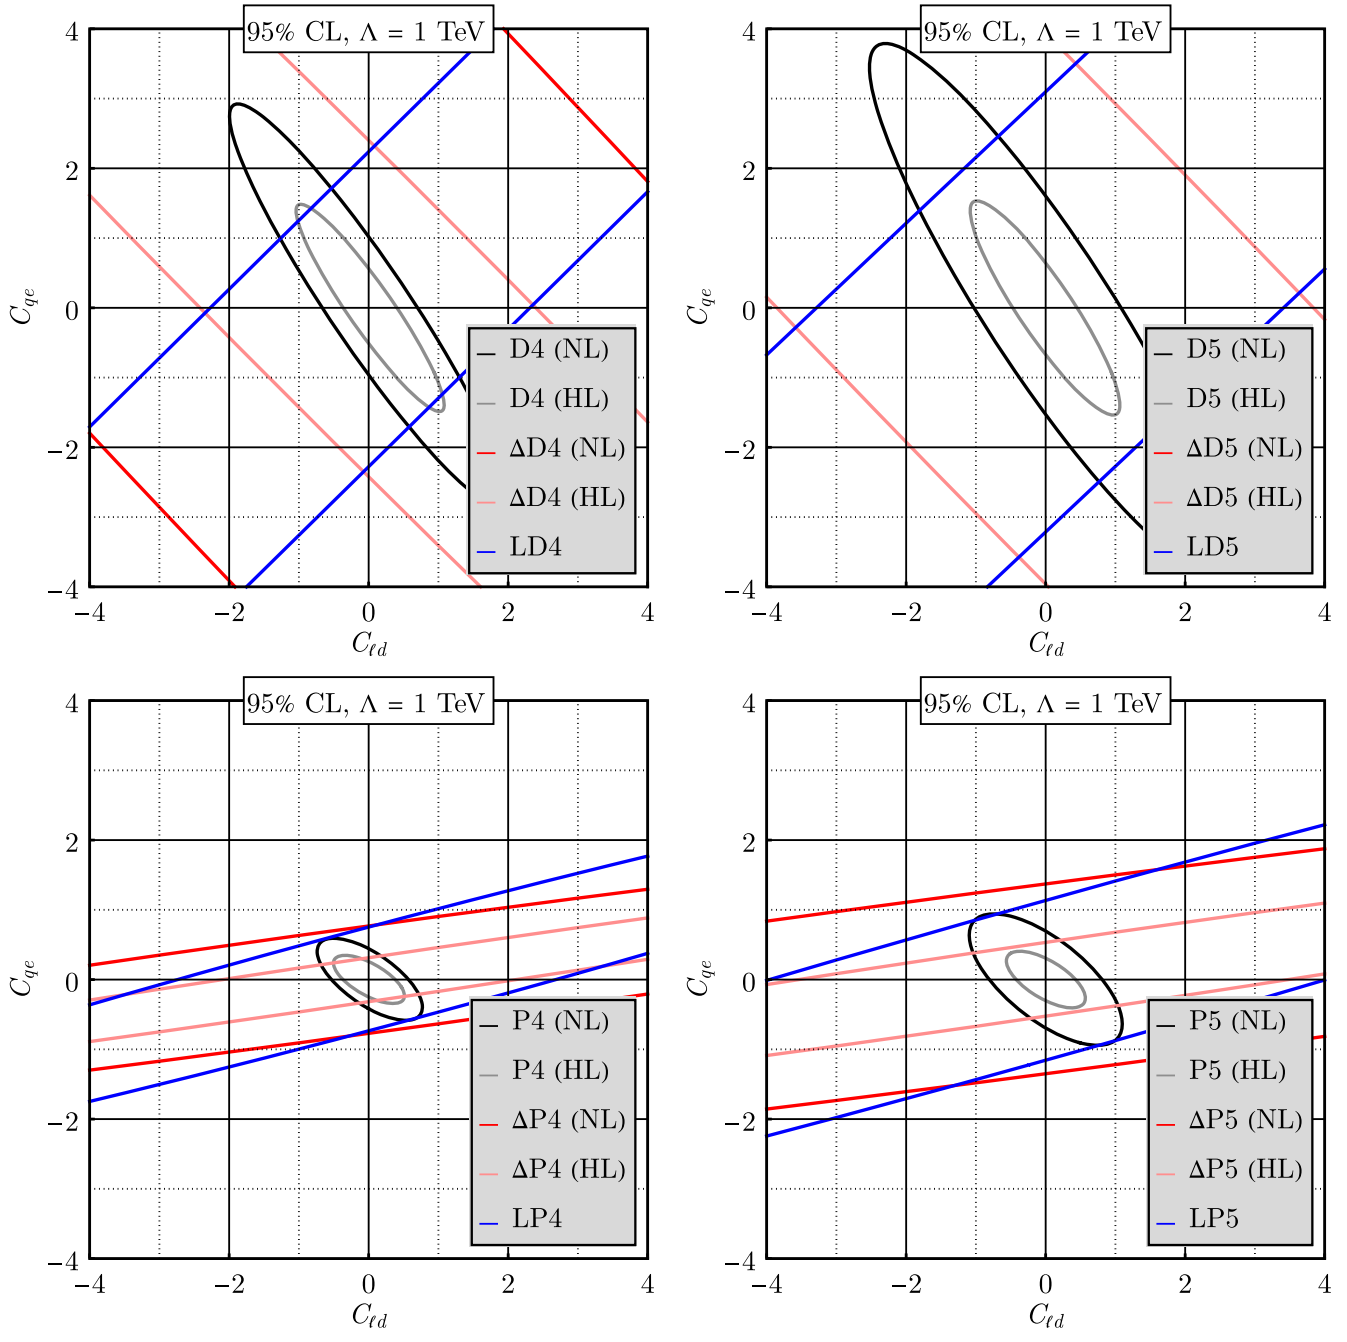 95% CL, Λ = 1 TeV
4
2
0
−2
−4
C_qe
D4 (NL)
D4 (HL)
ΔD4 (NL)
ΔD4 (HL)
LD4
−4 −2 0 2 4
C_ℓd
95% CL, Λ = 1 TeV
4
2
0
−2
−4
C_qe
D5 (NL)
D5 (HL)
ΔD5 (NL)
ΔD5 (HL)
LD5
−4 −2 0 2 4
C_ℓd
95% CL, Λ = 1 TeV
4
2
0
−2
−4
C_qe
P4 (NL)
P4 (HL)
ΔP4 (NL)
ΔP4 (HL)
LP4
−4 −2 0 2 4
C_ℓd
95% CL, Λ = 1 TeV
4
2
0
−2
−4
C_qe
P5 (NL)
P5 (HL)
ΔP5 (NL)
ΔP5 (HL)
LP5
−4 −2 0 2 4
C_ℓd